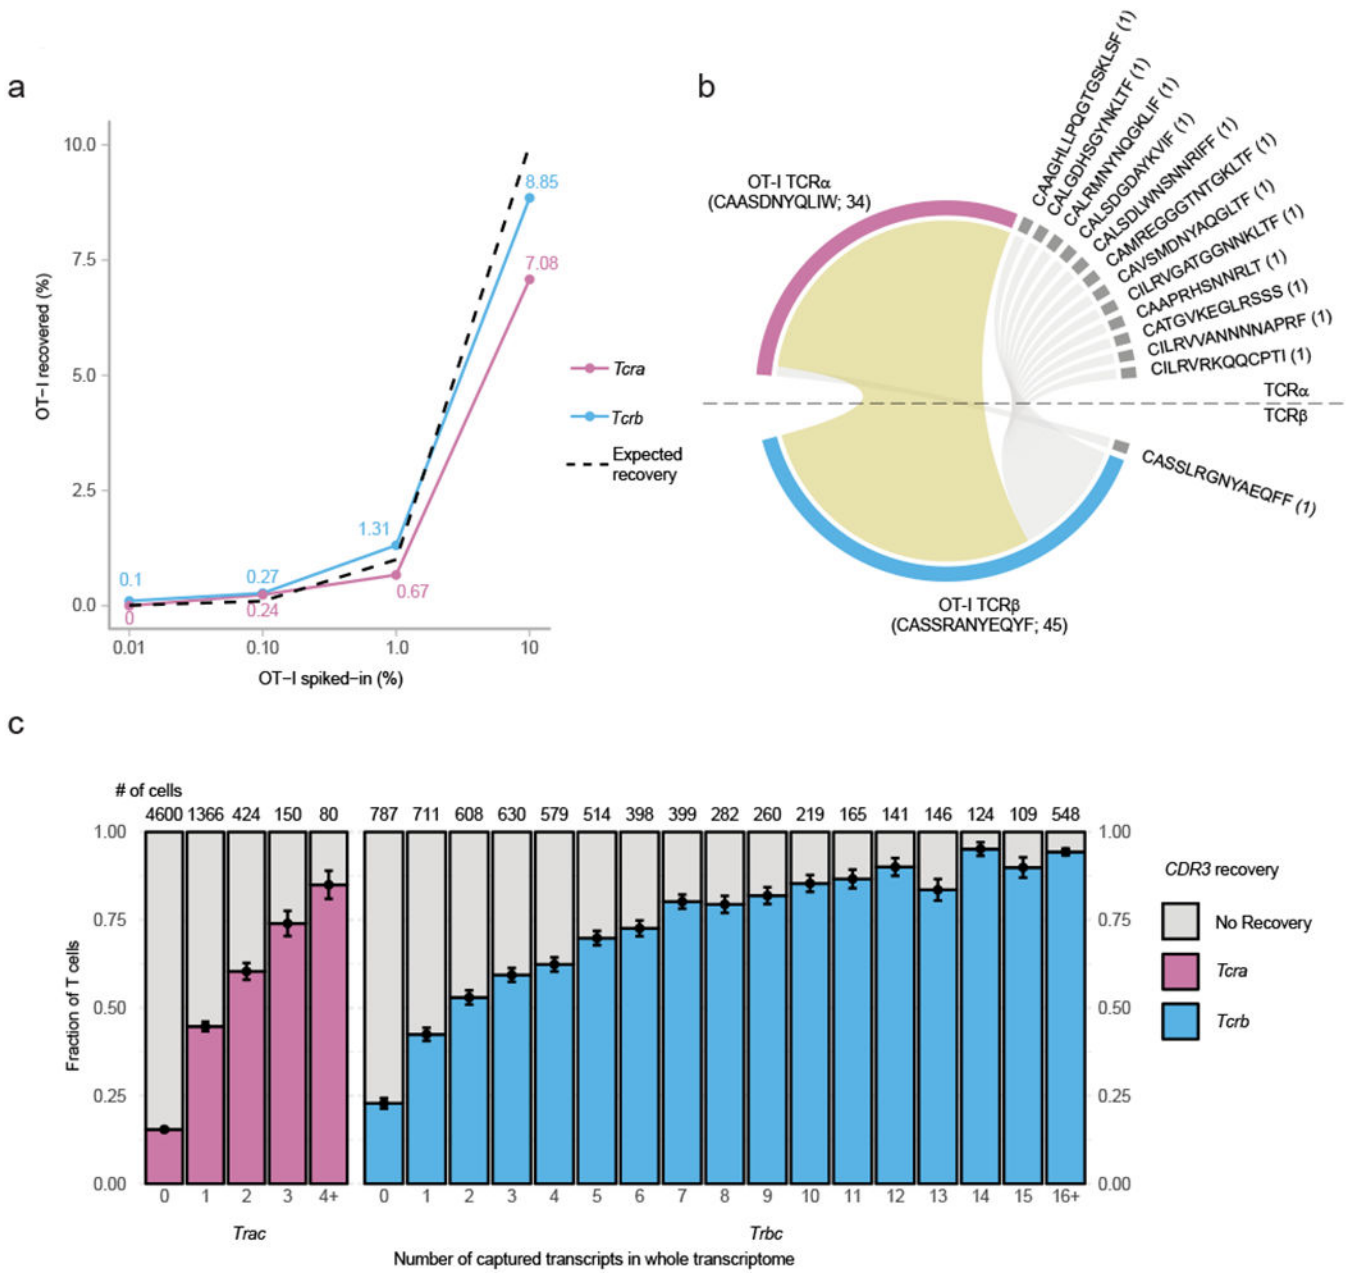 a
10.0
7.5
5.0
2.5
0.0
OT-I recovered (%)
0.1
0
0.27
0.24
1.31
0.67
8.85
7.08
0.01
0.10
1.0
10
OT-I spiked-in (%)
Tcra
Tcrb
Expected
recovery
b
OT-I TCRα
(CAASDNYQLIW; 34)
CAAGHLLPQGTGSKLSF (1)
CALGDHSGYNKLTF (1)
CALRMNYNQGKLIF (1)
CALSDGDAYKVIF (1)
CALSDLWNSNNRIFF (1)
CAMREGGGTNTGKLTF (1)
CAVSMDNYAQGLTF (1)
CILRVGATGGNNKLTF (1)
CAAPRHSNNRLT (1)
CATGVKEGLRSSS (1)
CILRVVANNNNAPRF (1)
CILRVRKQQCPTI (1)
TCRα
TCRβ
CASSLRGNYAEQFF (1)
OT-I TCRβ
(CASSRANYEQYF; 45)
c
# of cells
4600 1366 424 150 80 787 711 608 630 579 514 398 399 282 260 219 165 141 146 124 109 548
1.00
0.75
0.50
0.25
0.00
Fraction of T cells
1.00
0.75
0.50
0.25
0.00
0 1 2 3 4+ 0 1 2 3 4 5 6 7 8 9 10 11 12 13 14 15 16+
Trac Trbc
Number of captured transcripts in whole transcriptome
CDR3 recovery
No Recovery
Tcra
Tcrb